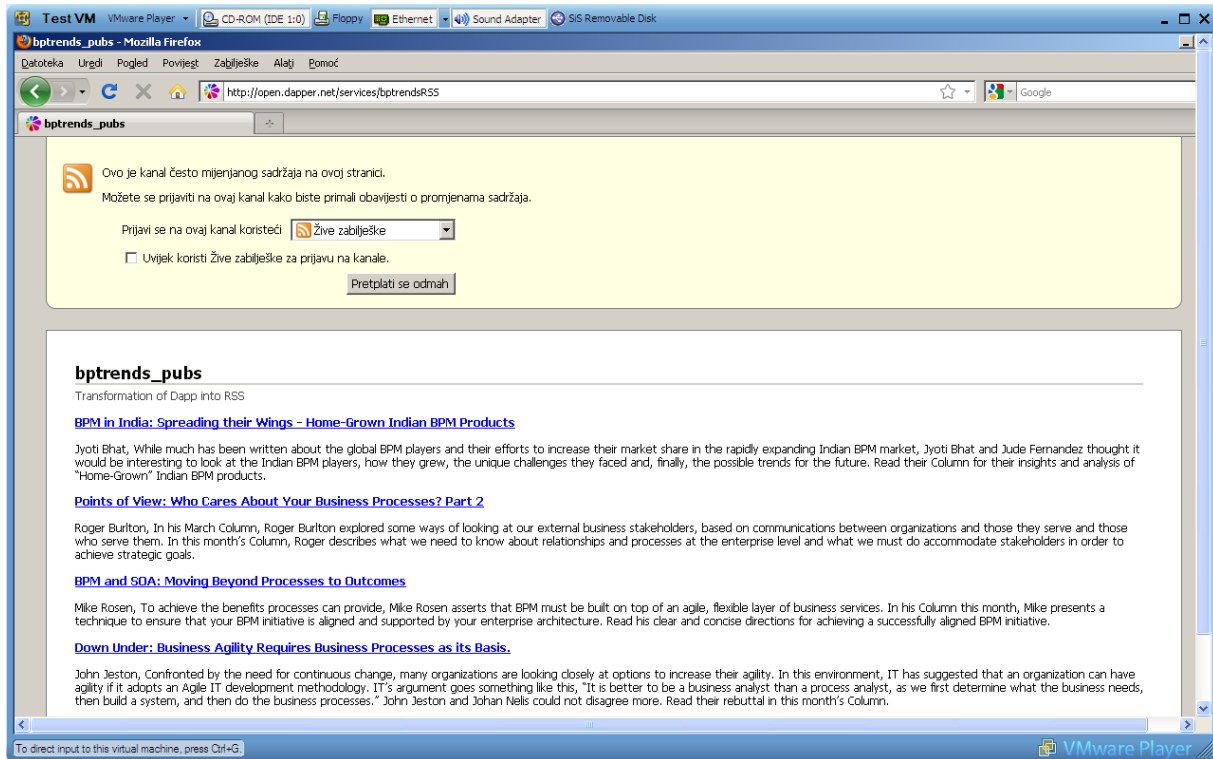 Test VM VMware Player CD-ROM (IDE 1:0) Floppy Ethernet Sound Adapter SiS Removable Disk
bptrends_pubs - Mozilla Firefox
Datoteka Uredi Pogled Povijest Zabilješke Alati Pomoć
http://open.dapper.net/services/bptrendsRSS Google
bptrends_pubs
Ovo je kanal često mijenjanog sadržaja na ovoj stranici.
Možete se prijaviti na ovaj kanal kako biste primali obavijesti o promjenama sadržaja.
Prijavi se na ovaj kanal koristeći Žive zabilješke
Uvijek koristi Žive zabilješke za prijavu na kanale.
Pretplati se odmah
bptrends_pubs
Transformation of Dapp into RSS
BPM in India: Spreading their Wings - Home-Grown Indian BPM Products
Jyoti Bhat, While much has been written about the global BPM players and their efforts to increase their market share in the rapidly expanding Indian BPM market, Jyoti Bhat and Jude Fernandez thought it
would be interesting to look at the Indian BPM players, how they grew, the unique challenges they faced and, finally, the possible trends for the future. Read their Column for their insights and analysis of
"Home-Grown" Indian BPM products.
Points of View: Who Cares About Your Business Processes? Part 2
Roger Burlton, In his March Column, Roger Burlton explored some ways of looking at our external business stakeholders, based on communications between organizations and those they serve and those
who serve them. In this month's Column, Roger describes what we need to know about relationships and processes at the enterprise level and what we must do accommodate stakeholders in order to
achieve strategic goals.
BPM and SOA: Moving Beyond Processes to Outcomes
Mike Rosen, To achieve the benefits processes can provide, Mike Rosen asserts that BPM must be built on top of an agile, flexible layer of business services. In his Column this month, Mike presents a
technique to ensure that your BPM initiative is aligned and supported by your enterprise architecture. Read his clear and concise directions for achieving a successfully aligned BPM initiative.
Down Under: Business Agility Requires Business Processes as its Basis.
John Jeston, Confronted by the need for continuous change, many organizations are looking closely at options to increase their agility. In this environment, IT has suggested that an organization can have
agility if it adopts an Agile IT development methodology. IT's argument goes something like this, "It is better to be a business analyst than a process analyst, as we first determine what the business needs,
then build a system, and then do the business processes." John Jeston and Johan Nelis could not disagree more. Read their rebuttal in this month's Column.
To direct input to this virtual machine, press Ctrl+G. VMware Player